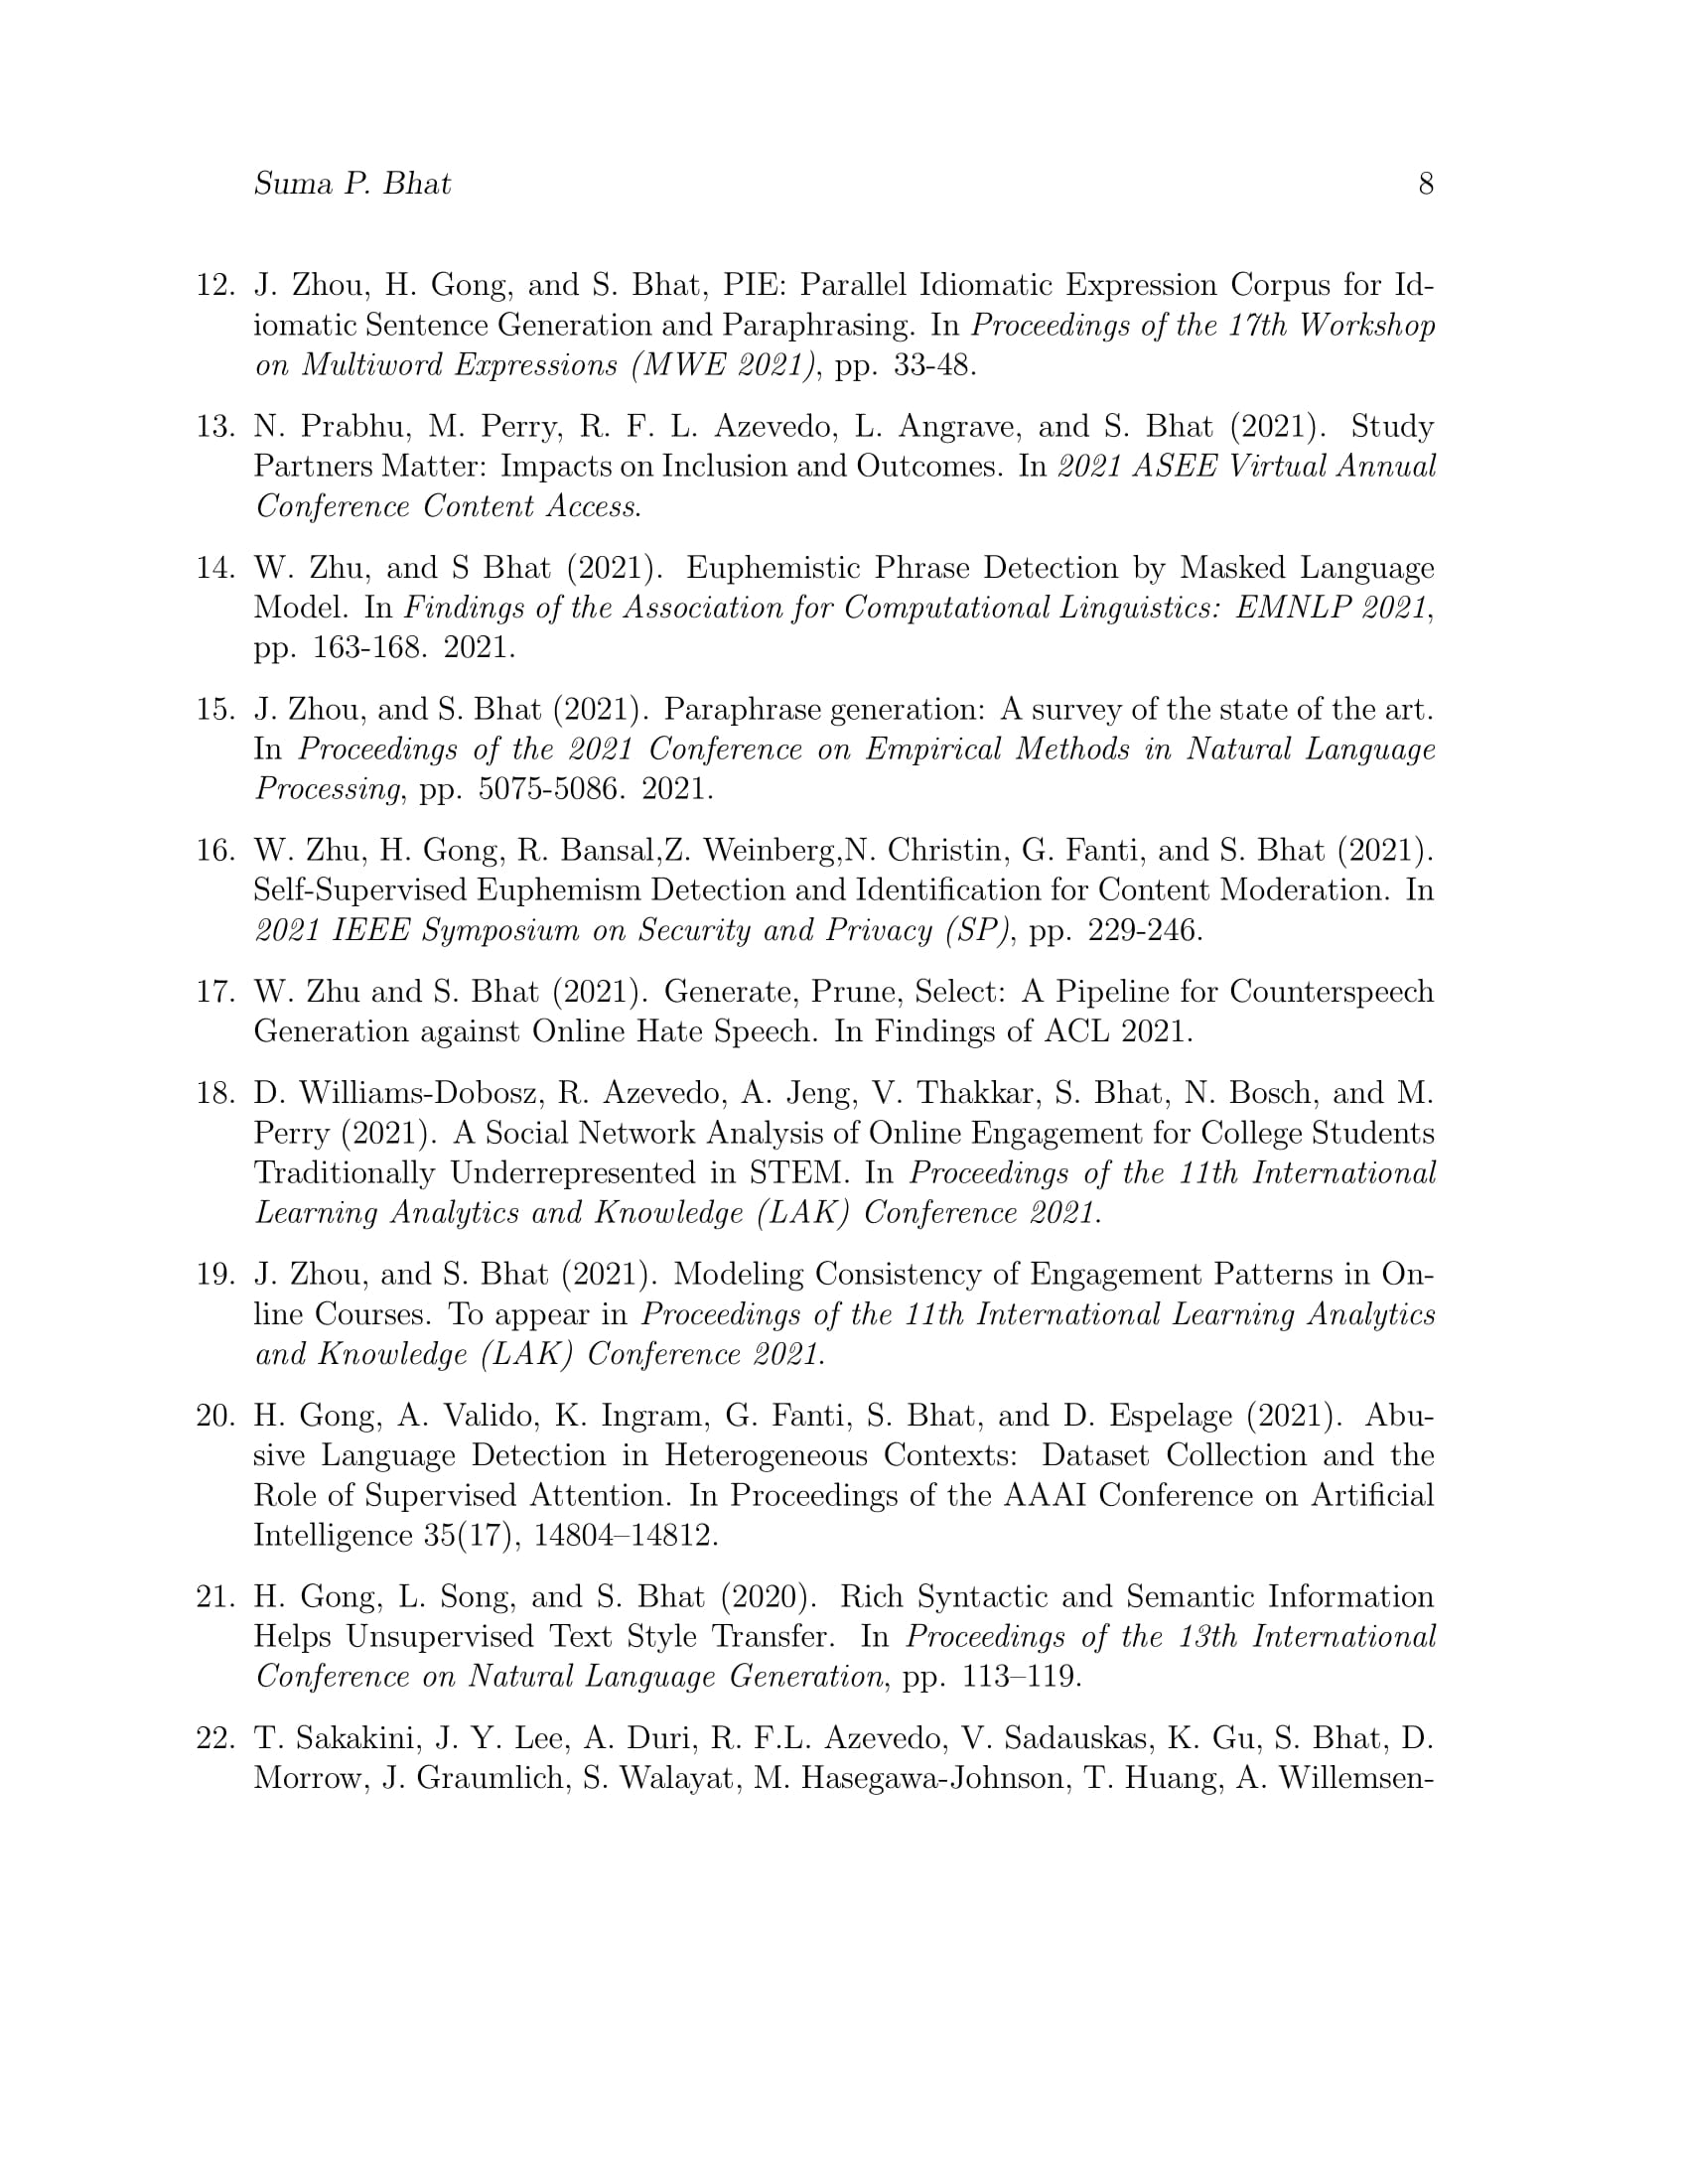 Suma P. Bhat 8
12. J. Zhou, H. Gong, and S. Bhat, PIE: Parallel Idiomatic Expression Corpus for Id-
iomatic Sentence Generation and Paraphrasing. In Proceedings of the 17th Workshop
on Multiword Expressions (MWE 2021), pp. 33-48.
13. N. Prabhu, M. Perry, R. F. L. Azevedo, L. Angrave, and S. Bhat (2021). Study
Partners Matter: Impacts on Inclusion and Outcomes. In 2021 ASEE Virtual Annual
Conference Content Access.
14. W. Zhu, and S Bhat (2021). Euphemistic Phrase Detection by Masked Language
Model. In Findings of the Association for Computational Linguistics: EMNLP 2021,
pp. 163-168. 2021.
15. J. Zhou, and S. Bhat (2021). Paraphrase generation: A survey of the state of the art.
In Proceedings of the 2021 Conference on Empirical Methods in Natural Language
Processing, pp. 5075-5086. 2021.
16. W. Zhu, H. Gong, R. Bansal,Z. Weinberg,N. Christin, G. Fanti, and S. Bhat (2021).
Self-Supervised Euphemism Detection and Identification for Content Moderation. In
2021 IEEE Symposium on Security and Privacy (SP), pp. 229-246.
17. W. Zhu and S. Bhat (2021). Generate, Prune, Select: A Pipeline for Counterspeech
Generation against Online Hate Speech. In Findings of ACL 2021.
18. D. Williams-Dobosz, R. Azevedo, A. Jeng, V. Thakkar, S. Bhat, N. Bosch, and M.
Perry (2021). A Social Network Analysis of Online Engagement for College Students
Traditionally Underrepresented in STEM. In Proceedings of the 11th International
Learning Analytics and Knowledge (LAK) Conference 2021.
19. J. Zhou, and S. Bhat (2021). Modeling Consistency of Engagement Patterns in On-
line Courses. To appear in Proceedings of the 11th International Learning Analytics
and Knowledge (LAK) Conference 2021.
20. H. Gong, A. Valido, K. Ingram, G. Fanti, S. Bhat, and D. Espelage (2021). Abu-
sive Language Detection in Heterogeneous Contexts: Dataset Collection and the
Role of Supervised Attention. In Proceedings of the AAAI Conference on Artificial
Intelligence 35(17), 14804–14812.
21. H. Gong, L. Song, and S. Bhat (2020). Rich Syntactic and Semantic Information
Helps Unsupervised Text Style Transfer. In Proceedings of the 13th International
Conference on Natural Language Generation, pp. 113–119.
22. T. Sakakini, J. Y. Lee, A. Duri, R. F.L. Azevedo, V. Sadauskas, K. Gu, S. Bhat, D.
Morrow, J. Graumlich, S. Walayat, M. Hasegawa-Johnson, T. Huang, A. Willemsen-